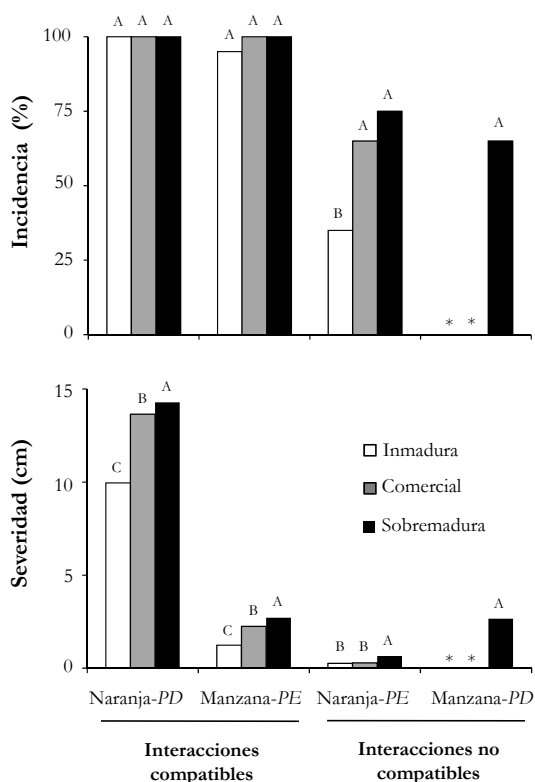 A A A
A A A
A
A
B
A
* *
100
75
50
25
0
Incidencia (%)
C
B
A
C
B
A
B B A
* *
A
15
10
5
0
Severidad (cm)
Inmadura
Comercial
Sobremadura
Naranja-PD Manzana-PE Naranja-PE Manzana-PD
Interacciones
compatibles
Interacciones no
compatibles